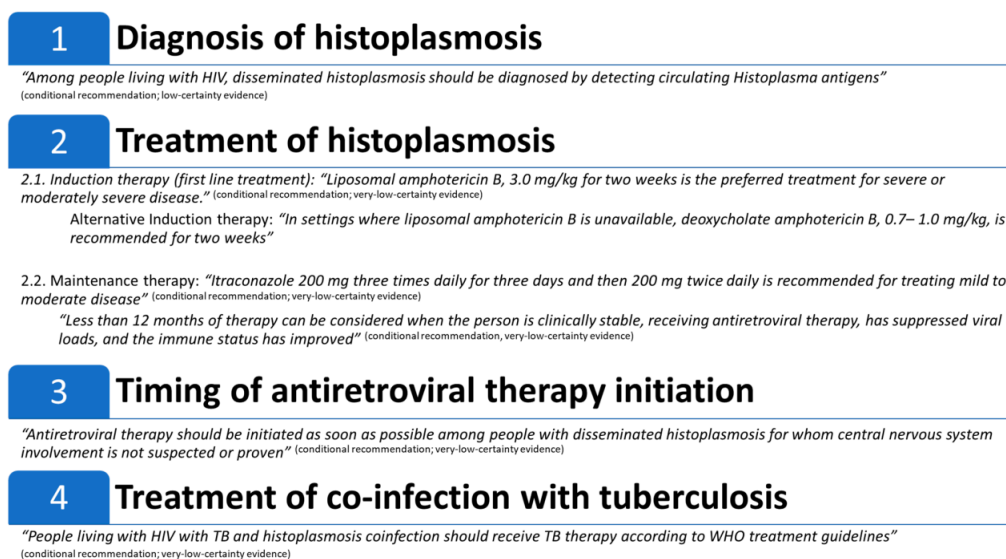 1 Diagnosis of histoplasmosis
“Among people living with HIV, disseminated histoplasmosis should be diagnosed by detecting circulating Histoplasma antigens”
(conditional recommendation; low-certainty evidence)
2 Treatment of histoplasmosis
2.1. Induction therapy (first line treatment): “Liposomal amphotericin B, 3.0 mg/kg for two weeks is the preferred treatment for severe or
moderately severe disease.” (conditional recommendation; very-low-certainty evidence)
Alternative Induction therapy: “In settings where liposomal amphotericin B is unavailable, deoxycholate amphotericin B, 0.7– 1.0 mg/kg, is
recommended for two weeks”
2.2. Maintenance therapy: “Itraconazole 200 mg three times daily for three days and then 200 mg twice daily is recommended for treating mild to
moderate disease” (conditional recommendation; very-low-certainty evidence)
“Less than 12 months of therapy can be considered when the person is clinically stable, receiving antiretroviral therapy, has suppressed viral
loads, and the immune status has improved” (conditional recommendation, very-low-certainty evidence)
3 Timing of antiretroviral therapy initiation
“Antiretroviral therapy should be initiated as soon as possible among people with disseminated histoplasmosis for whom central nervous system
involvement is not suspected or proven” (conditional recommendation; very-low-certainty evidence)
4 Treatment of co-infection with tuberculosis
“People living with HIV with TB and histoplasmosis coinfection should receive TB therapy according to WHO treatment guidelines”
(conditional recommendation; very-low-certainty evidence)